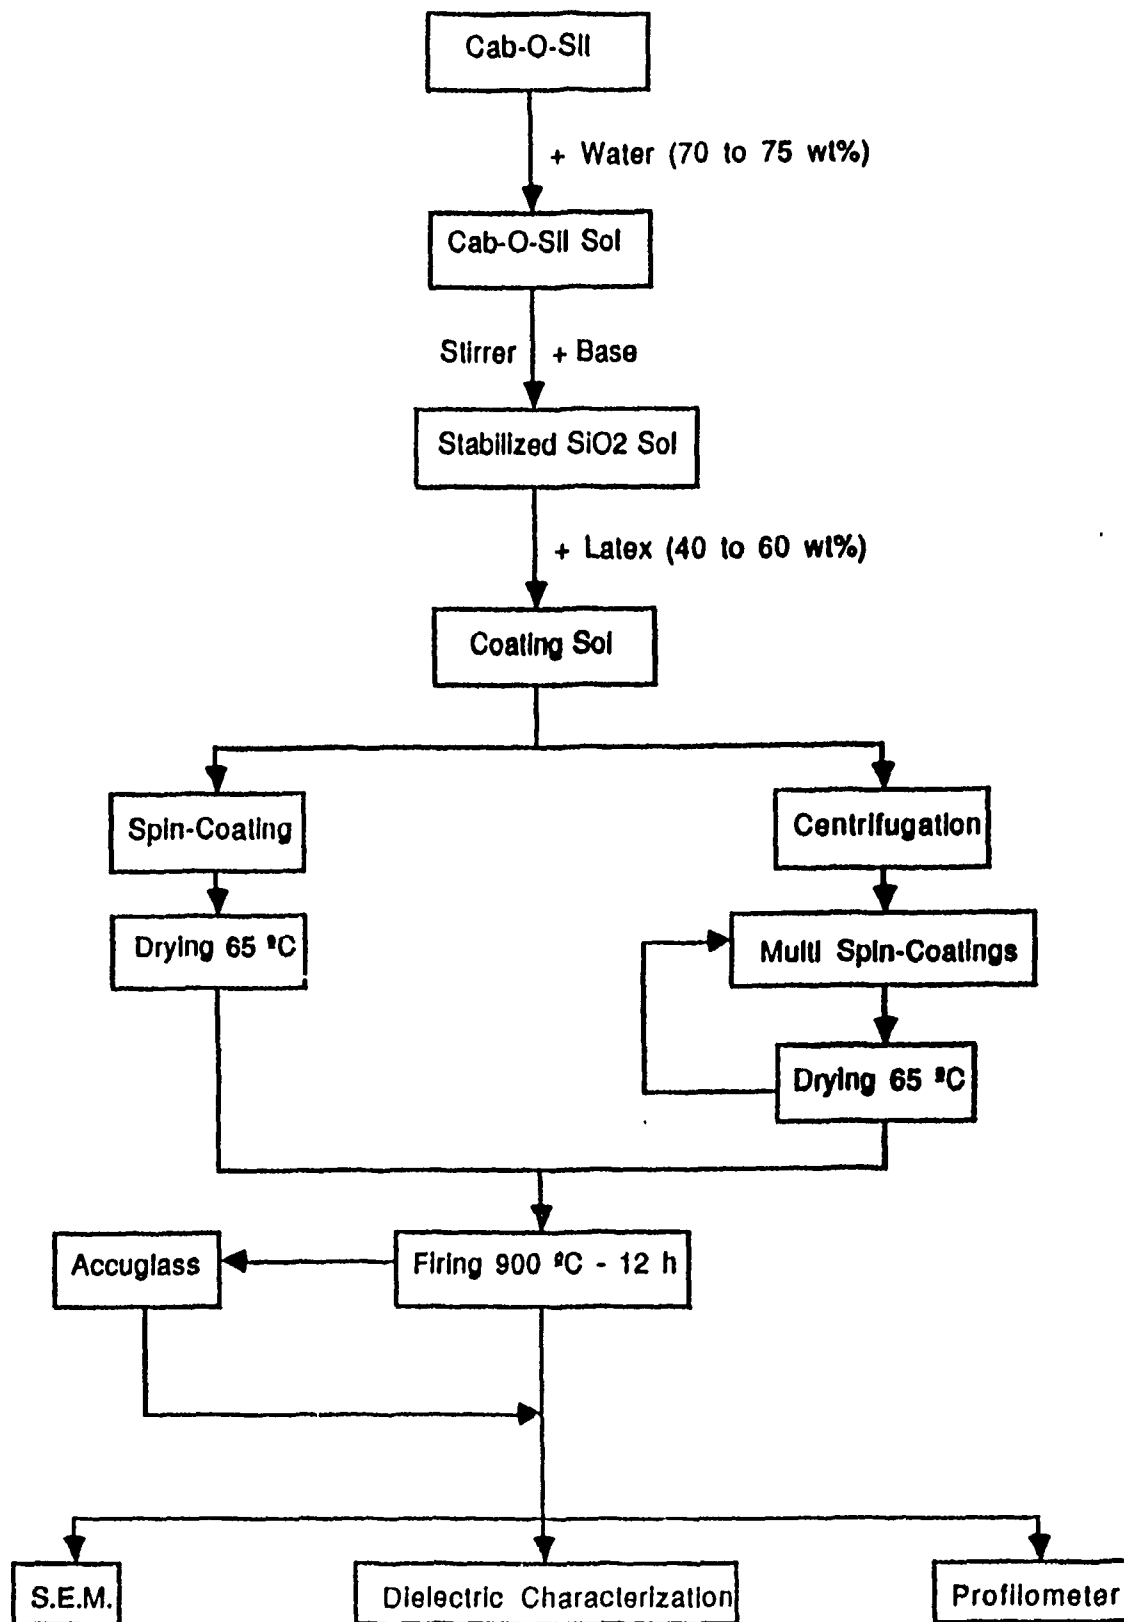 Cab-O-Sil
+ Water (70 to 75 wt%)
Cab-O-Sil Sol
Stirrer + Base
Stabilized SiO2 Sol
+ Latex (40 to 60 wt%)
Coating Sol
Spin-Coating
Centrifugation
Drying 65 ºC
Multi Spin-Coatings
Drying 65 ºC
Accuglass
Firing 900 ºC - 12 h
S.E.M.
Dielectric Characterization
Profilometer